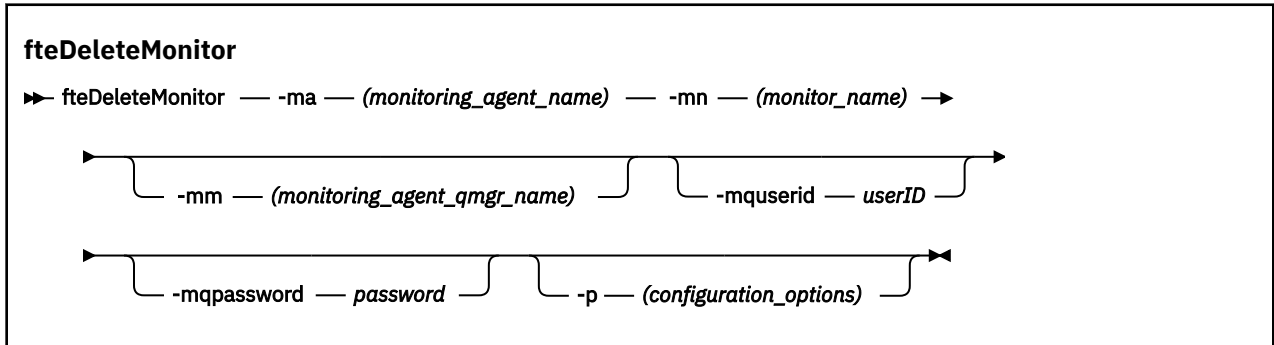 fteDeleteMonitor
fteDeleteMonitor -ma (monitoring_agent_name) -mn (monitor_name)
-mm (monitoring_agent_qmgr_name) -mquserid userID
-mqpassword password -p (configuration_options)